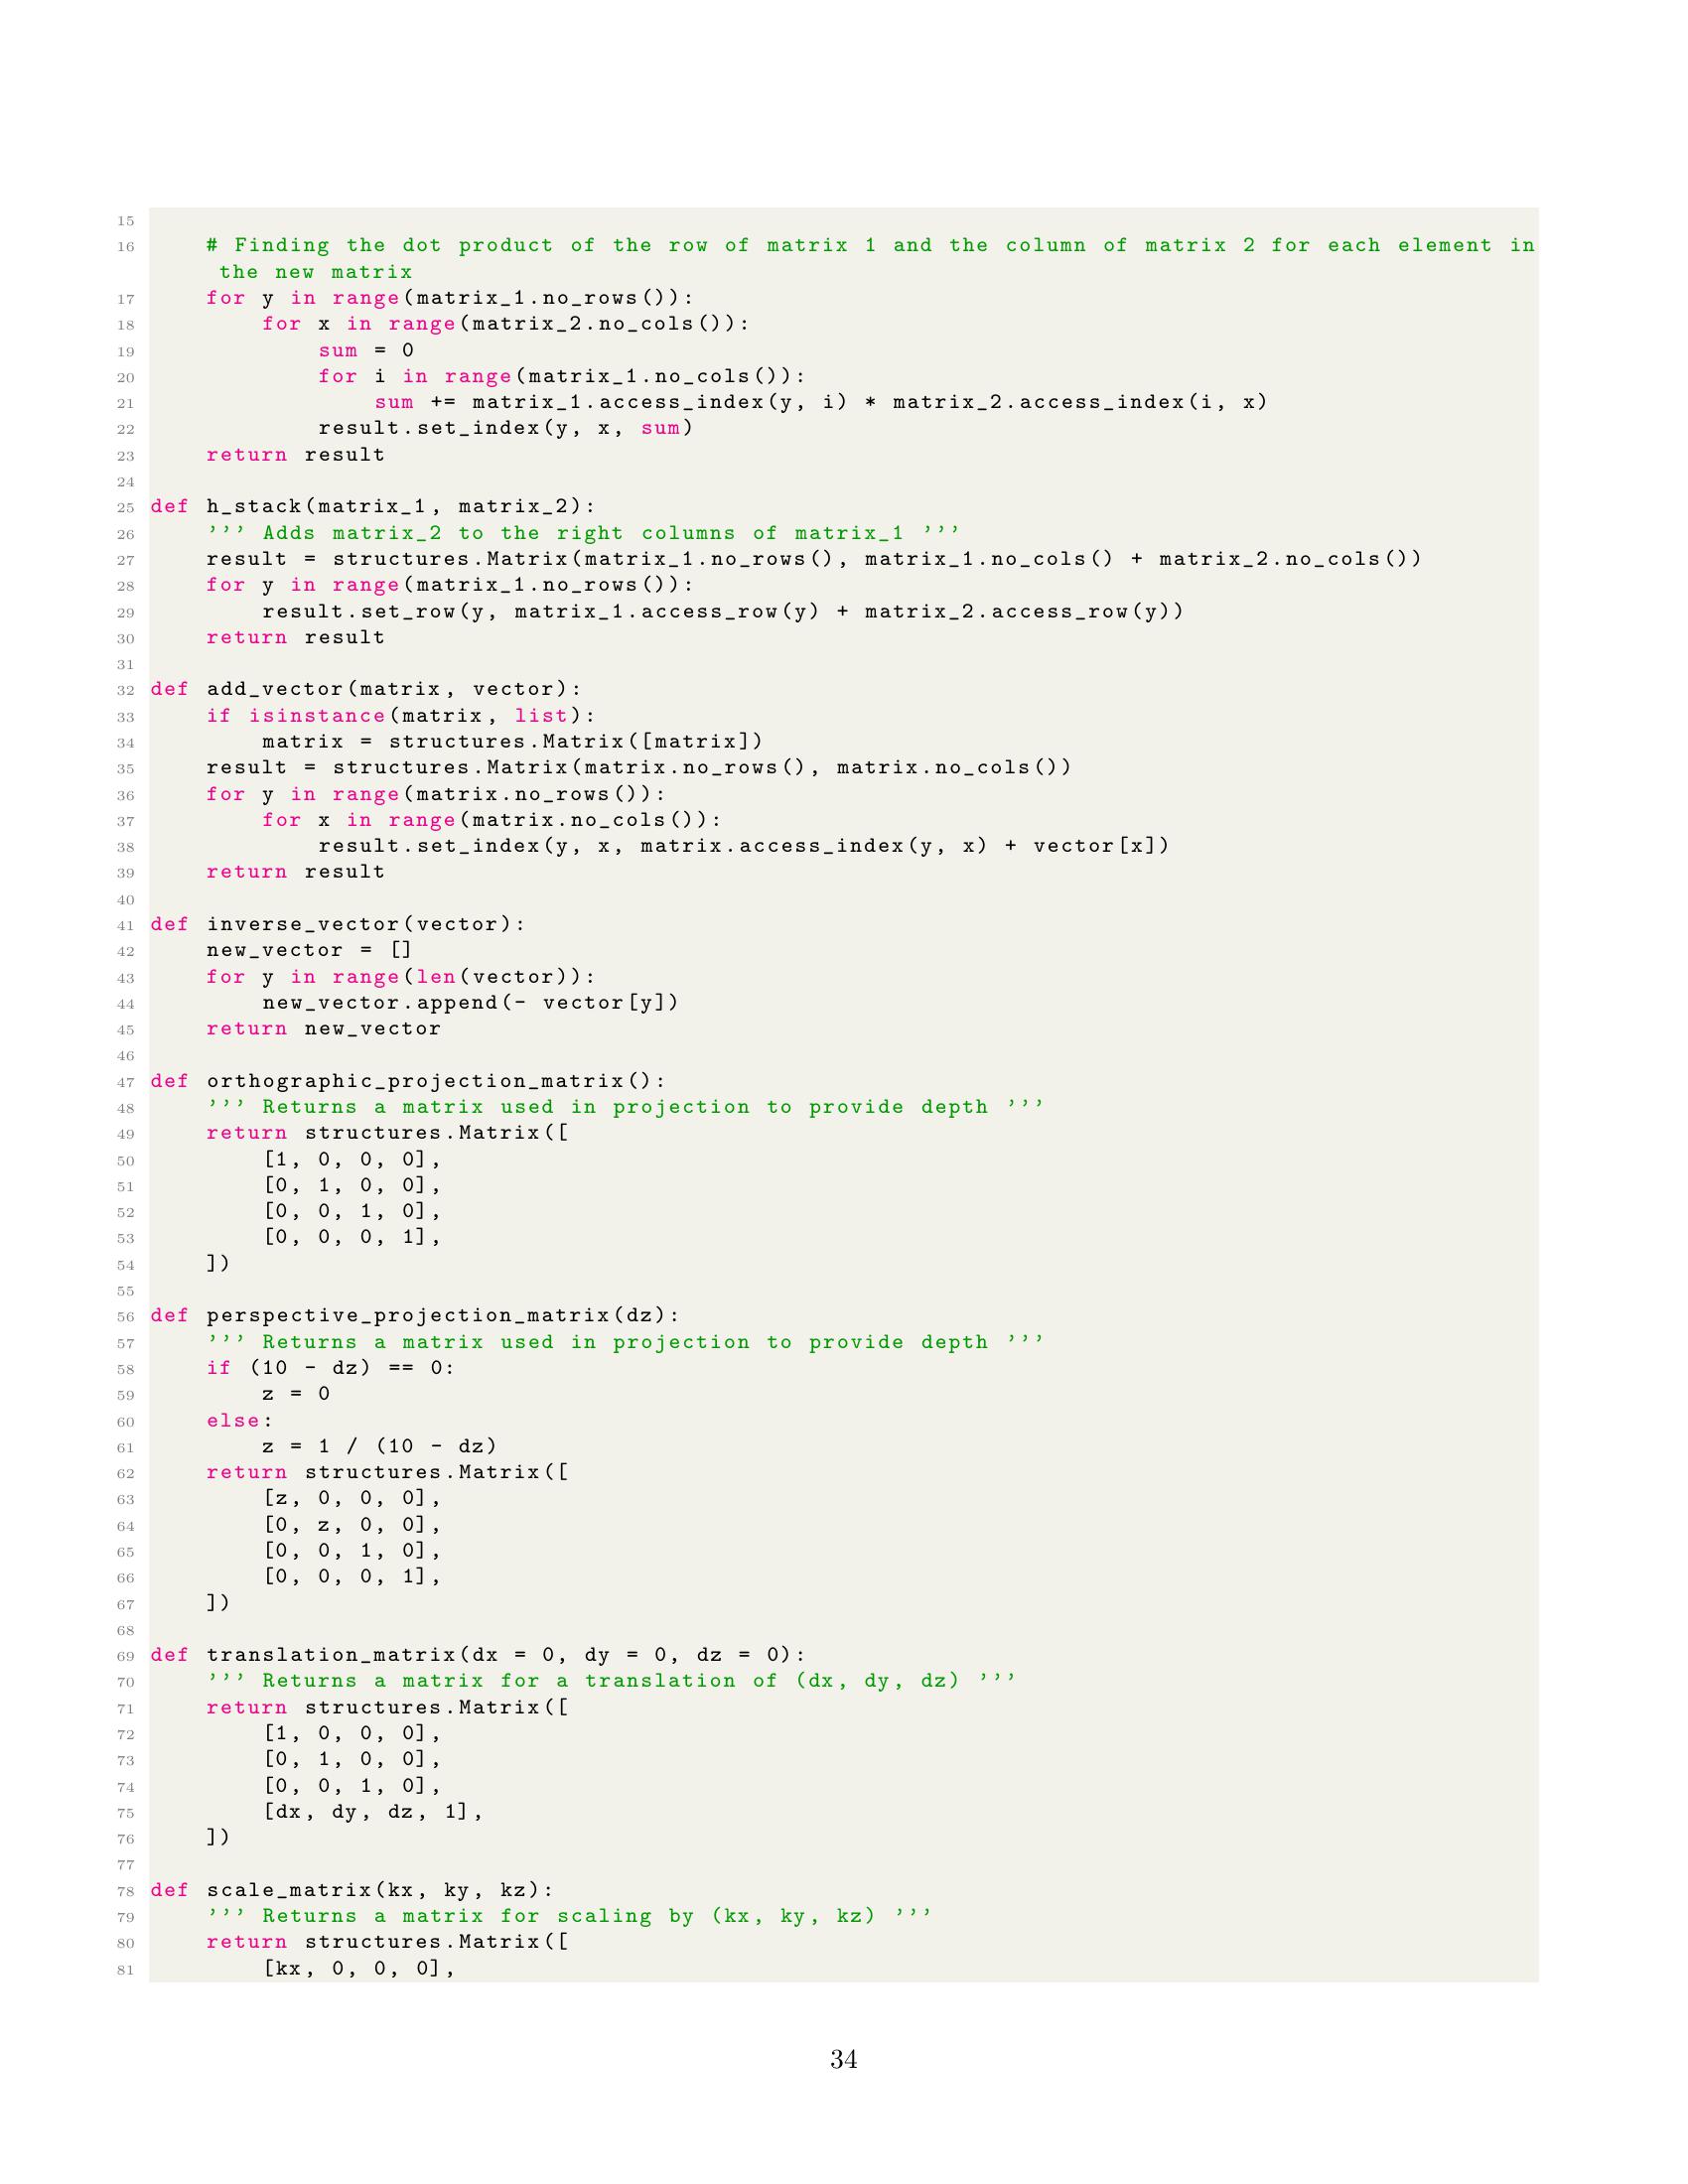 15
16     # Finding the dot product of the row of matrix 1 and the column of matrix 2 for each element in
      the new matrix
17     for y in range(matrix_1.no_rows()):
18         for x in range(matrix_2.no_cols()):
19             sum = 0
20             for i in range(matrix_1.no_cols()):
21                 sum += matrix_1.access_index(y, i) * matrix_2.access_index(i, x)
22             result.set_index(y, x, sum)
23     return result
24
25 def h_stack(matrix_1, matrix_2):
26     ''' Adds matrix_2 to the right columns of matrix_1 '''
27     result = structures.Matrix(matrix_1.no_rows(), matrix_1.no_cols() + matrix_2.no_cols())
28     for y in range(matrix_1.no_rows()):
29         result.set_row(y, matrix_1.access_row(y) + matrix_2.access_row(y))
30     return result
31
32 def add_vector(matrix, vector):
33     if isinstance(matrix, list):
34         matrix = structures.Matrix([matrix])
35     result = structures.Matrix(matrix.no_rows(), matrix.no_cols())
36     for y in range(matrix.no_rows()):
37         for x in range(matrix.no_cols()):
38             result.set_index(y, x, matrix.access_index(y, x) + vector[x])
39     return result
40
41 def inverse_vector(vector):
42     new_vector = []
43     for y in range(len(vector)):
44         new_vector.append(- vector[y])
45     return new_vector
46
47 def orthographic_projection_matrix():
48     ''' Returns a matrix used in projection to provide depth '''
49     return structures.Matrix([
50         [1, 0, 0, 0],
51         [0, 1, 0, 0],
52         [0, 0, 1, 0],
53         [0, 0, 0, 1],
54     ])
55
56 def perspective_projection_matrix(dz):
57     ''' Returns a matrix used in projection to provide depth '''
58     if (10 - dz) == 0:
59         z = 0
60     else:
61         z = 1 / (10 - dz)
62     return structures.Matrix([
63         [z, 0, 0, 0],
64         [0, z, 0, 0],
65         [0, 0, 1, 0],
66         [0, 0, 0, 1],
67     ])
68
69 def translation_matrix(dx = 0, dy = 0, dz = 0):
70     ''' Returns a matrix for a translation of (dx, dy, dz) '''
71     return structures.Matrix([
72         [1, 0, 0, 0],
73         [0, 1, 0, 0],
74         [0, 0, 1, 0],
75         [dx, dy, dz, 1],
76     ])
77
78 def scale_matrix(kx, ky, kz):
79     ''' Returns a matrix for scaling by (kx, ky, kz) '''
80     return structures.Matrix([
81         [kx, 0, 0, 0],
34